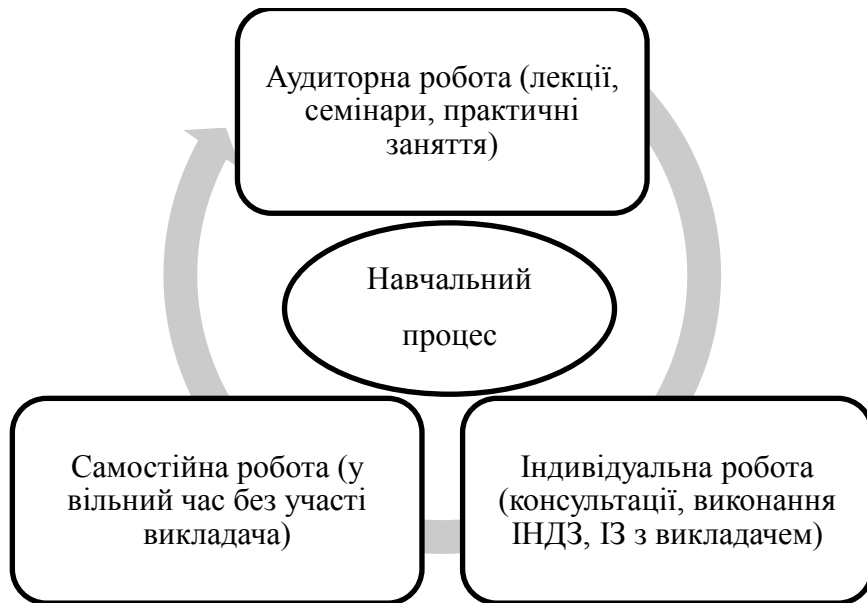 Аудиторна робота (лекції,
семінари, практичні
заняття)
Навчальний
процес
Самостійна робота (у
вільний час без участі
викладача)
Індивідуальна робота
(консультації, виконання
ІНДЗ, ІЗ з викладачем)